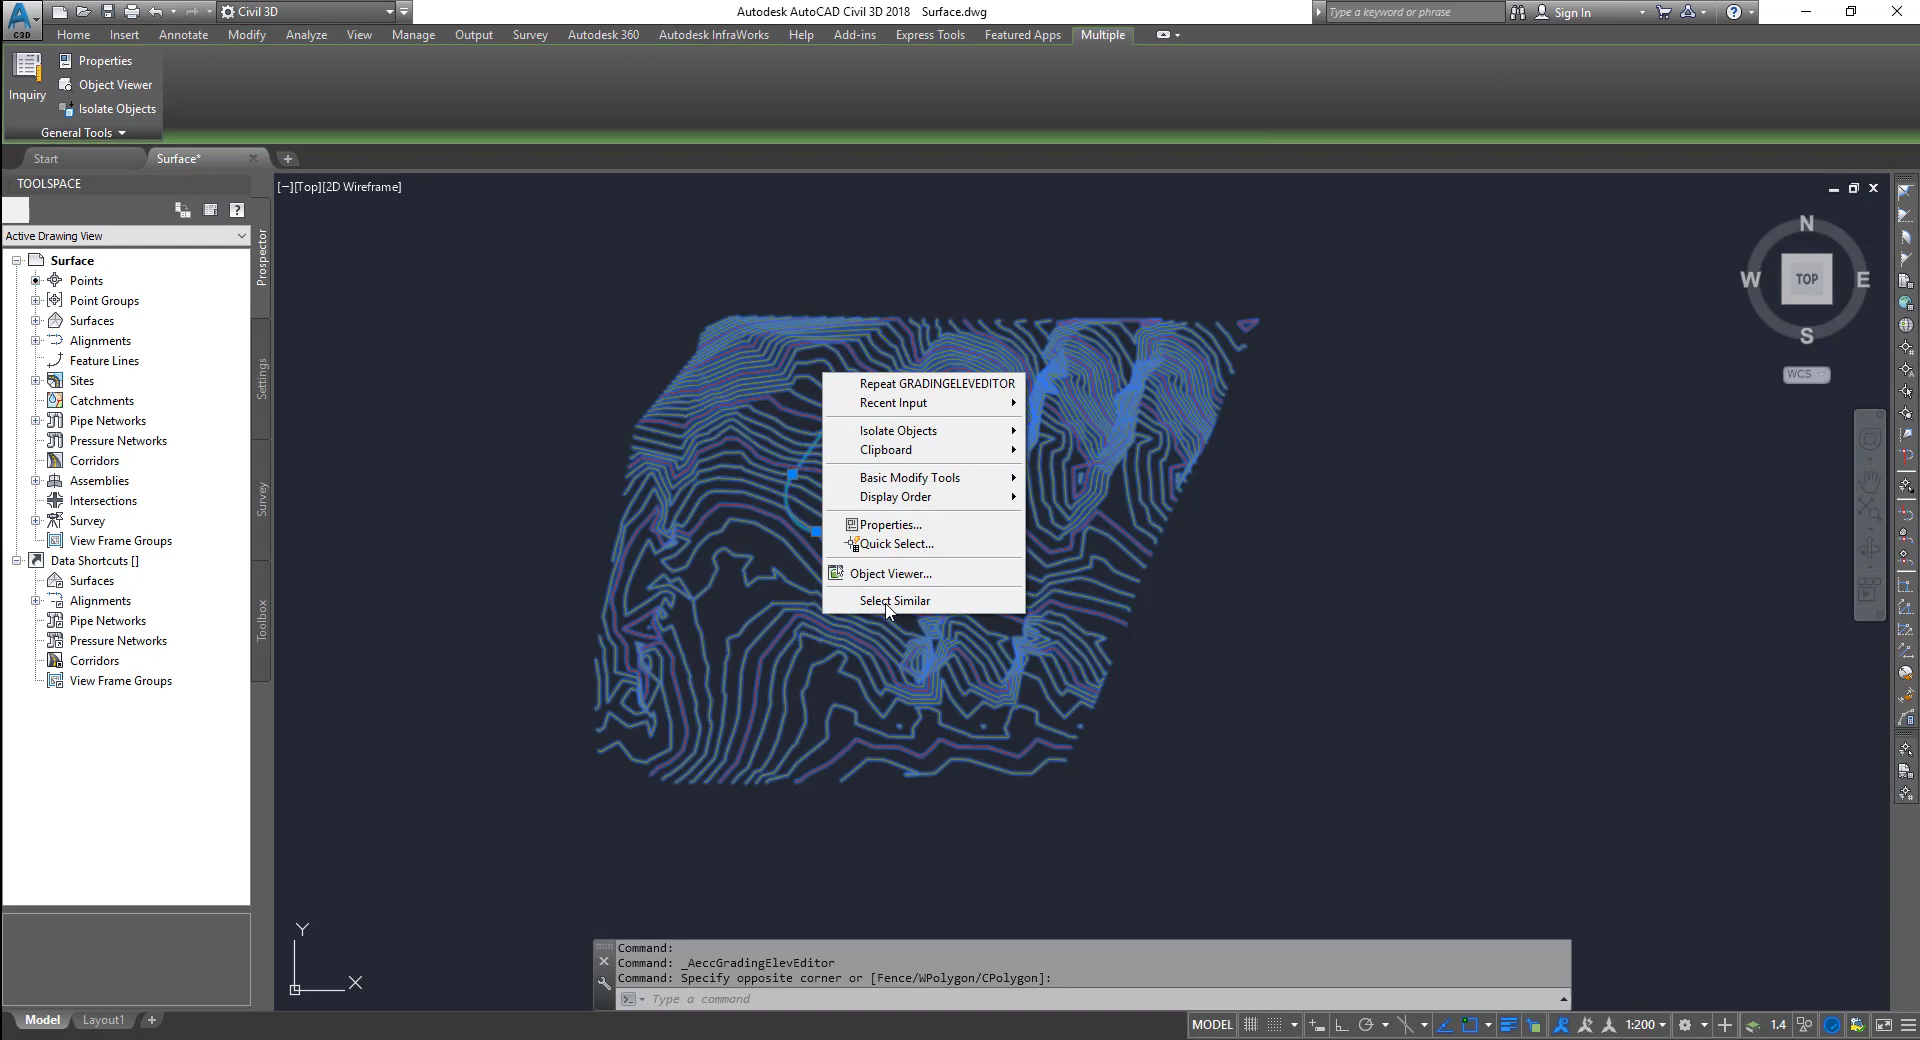 Civil 3D
Autodesk AutoCAD Civil 3D 2018 Surface.dwg
Type a keyword or phrase
Sign In
C3D
Home Insert Annotate Modify Analyze View Manage Output Survey Autodesk 360 Autodesk InfraWorks Help Add-ins Express Tools Featured Apps Multiple
Inquiry
Properties
Object Viewer
Isolate Objects
General Tools
Start
Surface*
TOOLSPACE
Active Drawing View
Surface
Points
Point Groups
Surfaces
Alignments
Feature Lines
Sites
Catchments
Pipe Networks
Pressure Networks
Corridors
Assemblies
Intersections
Survey
View Frame Groups
Data Shortcuts []
Surfaces
Alignments
Pipe Networks
Pressure Networks
Corridors
View Frame Groups
Prospector
Settings
Survey
Toolbox
[−][Top][2D Wireframe]
N
W
TOP
E
S
WCS
Repeat GRADINGELEVEDITOR
Recent Input
Isolate Objects
Clipboard
Basic Modify Tools
Display Order
Properties...
Quick Select...
Object Viewer...
Select Similar
Y
X
Command:
Command: _AeccGradingElevEditor
Command: Specify opposite corner or [Fence/WPolygon/CPolygon]:
Type a command
Model
Layout1
MODEL
1:200
1.4